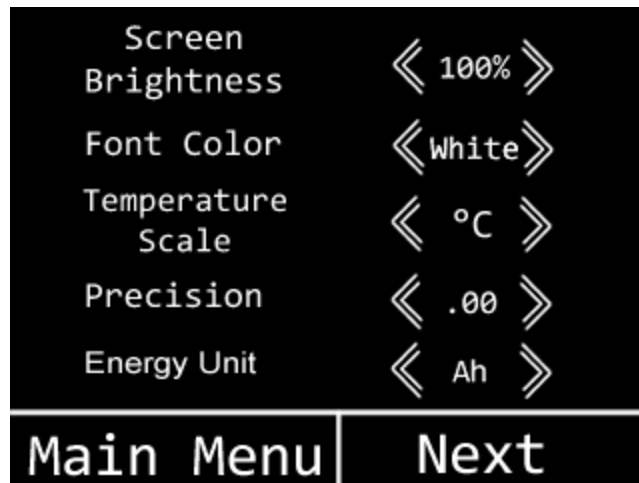 Screen
Brightness
100%
Font Color
White
Temperature
Scale
°C
Precision
.00
Energy Unit
Ah
Main Menu
Next